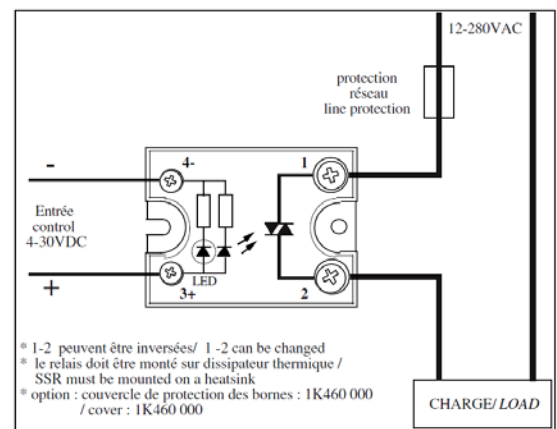 12-280VAC
protection
réseau
line protection
4-
1
-
Entrée
control
4-30VDC
+
LED
3+
2
* 1-2 peuvent être inversées/ 1 -2 can be changed
* le relais doit être monté sur dissipateur thermique /
SSR must be mounted on a heatsink
* option : couvercle de protection des bornes : 1K460 000
/ cover : 1K460 000
CHARGE/ LOAD